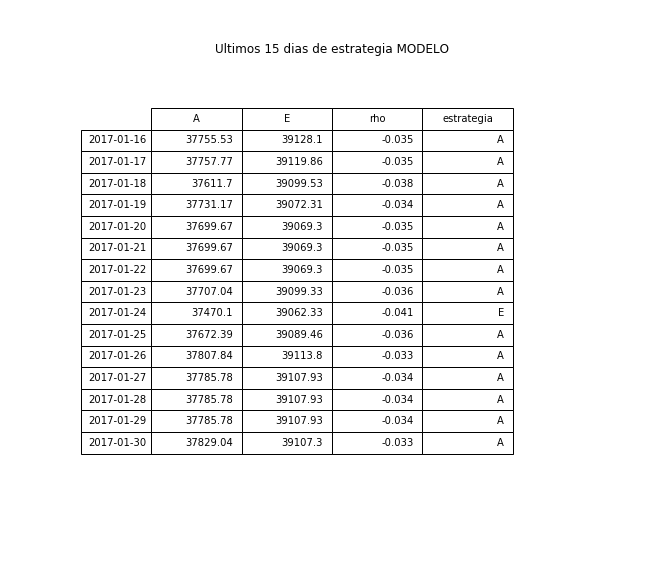 Ultimos 15 dias de estrategia MODELO
A E rho estrategia
2017-01-16 37755.53 39128.1 -0.035 A
2017-01-17 37757.77 39119.86 -0.035 A
2017-01-18 37611.7 39099.53 -0.038 A
2017-01-19 37731.17 39072.31 -0.034 A
2017-01-20 37699.67 39069.3 -0.035 A
2017-01-21 37699.67 39069.3 -0.035 A
2017-01-22 37699.67 39069.3 -0.035 A
2017-01-23 37707.04 39099.33 -0.036 A
2017-01-24 37470.1 39062.33 -0.041 E
2017-01-25 37672.39 39089.46 -0.036 A
2017-01-26 37807.84 39113.8 -0.033 A
2017-01-27 37785.78 39107.93 -0.034 A
2017-01-28 37785.78 39107.93 -0.034 A
2017-01-29 37785.78 39107.93 -0.034 A
2017-01-30 37829.04 39107.3 -0.033 A